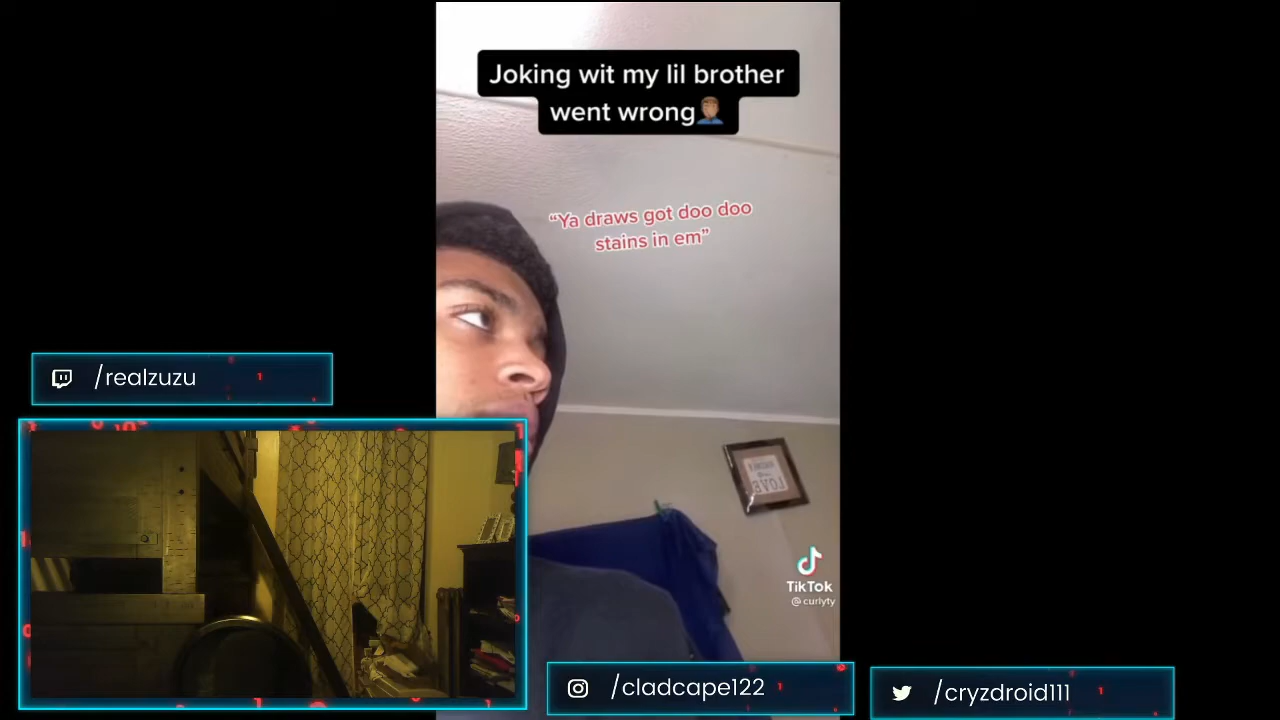 Joking wit my lil brother
went wrong
“Ya draws got doo doo
stains in em”
/realzuzu
LOVE
TikTok
@curlyty
/cladcape122
/cryzdroid111